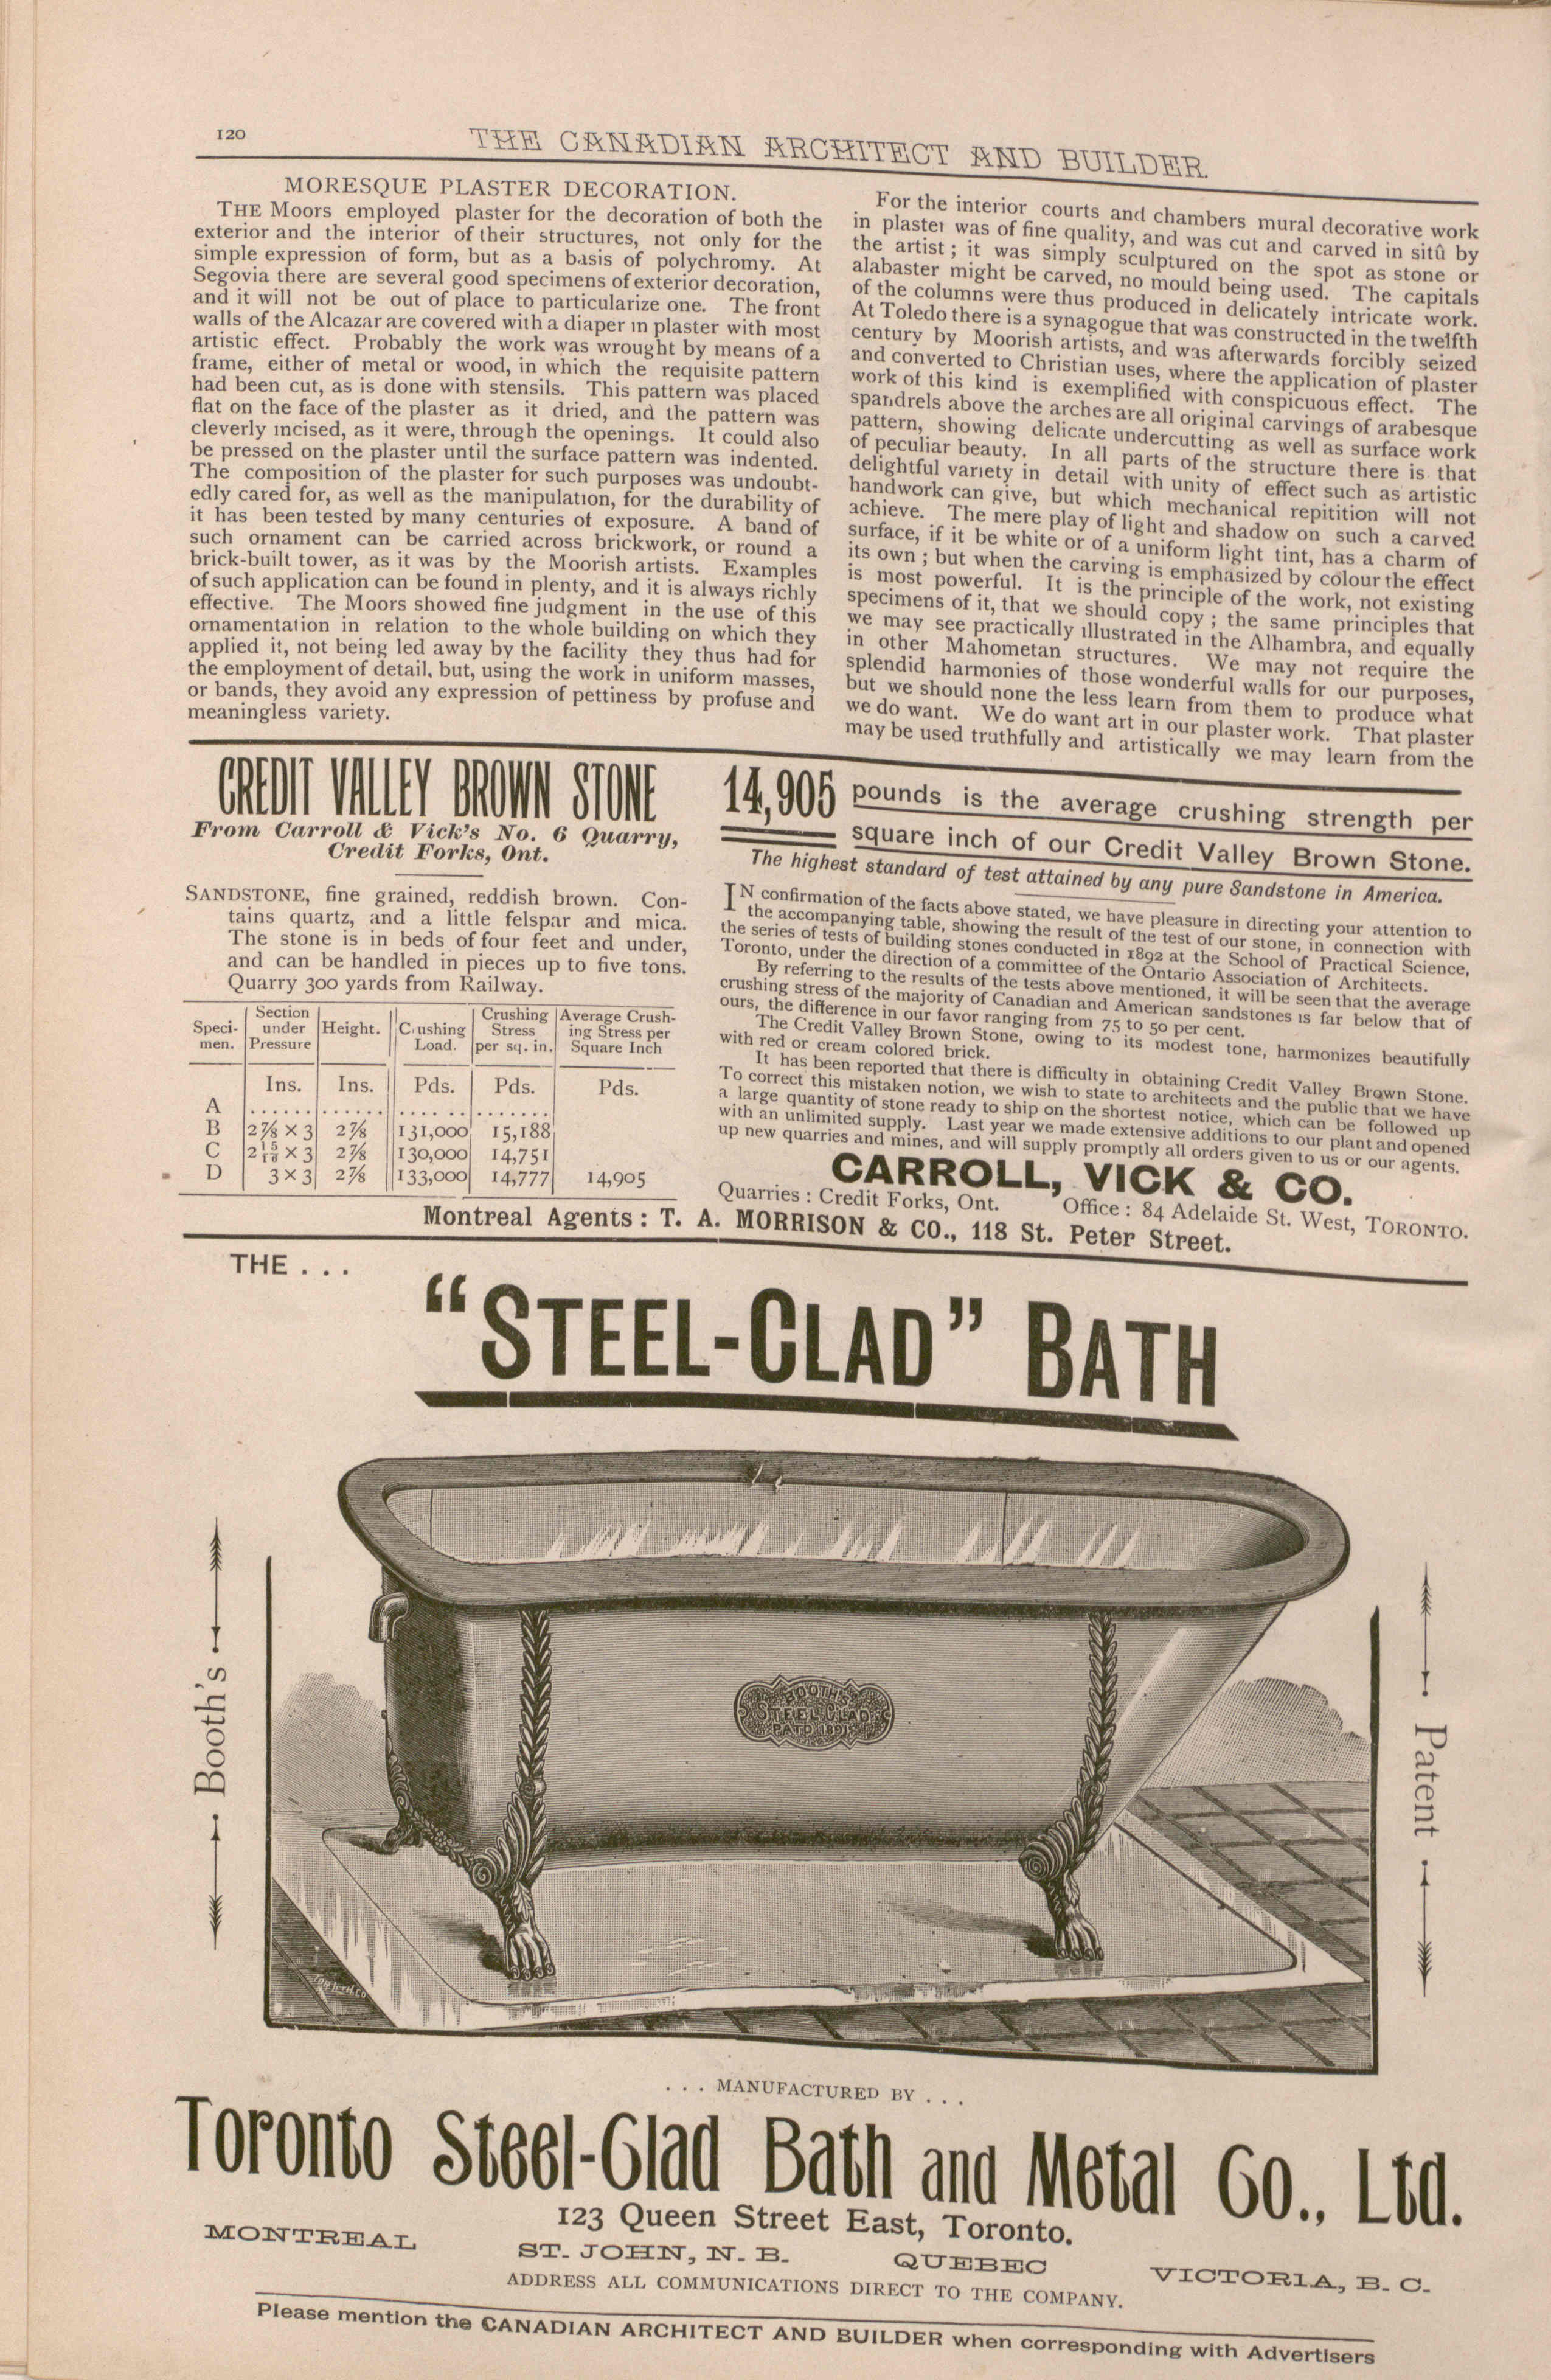 120
THE CANADIAN ARCHITECT AND BUILDER.
MORESQUE PLASTER DECORATION.
THE Moors employed plaster for the decoration of both the
exterior and the interior of their structures, not only for the
simple expression of form, but as a basis of polychromy. At
Segovia there are several good specimens of exterior decoration,
and it will not be out of place to particularize one. The front
walls of the Alcazar are covered with a diaper in plaster with most
artistic effect. Probably the work was wrought by means of a
frame, either of metal or wood, in which the requisite pattern
had been cut, as is done with stensils. This pattern was placed
flat on the face of the plaster as it dried, and the pattern was
cleverly incised, as it were, through the openings. It could also
be pressed on the plaster until the surface pattern was indented.
The composition of the plaster for such purposes was undoubt-
edly cared for, as well as the manipulation, for the durability of
it has been tested by many centuries of exposure. A band of
such ornament can be carried across brickwork, or round a
brick-built tower, as it was by the Moorish artists. Examples
of such application can be found in plenty, and it is always richly
effective. The Moors showed fine judgment in the use of this
ornamentation in relation to the whole building on which they
applied it, not being led away by the facility they thus had for
the employment of detail, but, using the work in uniform masses,
or bands, they avoid any expression of pettiness by profuse and
meaningless variety.
For the interior courts and chambers mural decorative work
in plaster was of fine quality, and was cut and carved in sitû by
the artist; it was simply sculptured on the spot as stone or
alabaster might be carved, no mould being used. The capitals
of the columns were thus produced in delicately intricate work.
At Toledo there is a synagogue that was constructed in the twelfth
century by Moorish artists, and was afterwards forcibly seized
and converted to Christian uses, where the application of plaster
work of this kind is exemplified with conspicuous effect. The
spandrels above the arches are all original carvings of arabesque
pattern, showing delicate undercutting as well as surface work
of peculiar beauty. In all parts of the structure there is that
delightful variety in detail with unity of effect such as artistic
handwork can give, but which mechanical repitition will not
achieve. The mere play of light and shadow on such a carved
surface, if it be white or of a uniform light tint, has a charm of
its own; but when the carving is emphasized by colour the effect
is most powerful. It is the principle of the work, not existing
specimens of it, that we should copy; the same principles that
we may see practically illustrated in the Alhambra, and equally
in other Mahometan structures. We may not require the
splendid harmonies of those wonderful walls for our purposes,
but we should none the less learn from them to produce what
we do want. We do want art in our plaster work. That plaster
may be used truthfully and artistically we may learn from the
CREDIT VALLEY BROWN STONE
From Carroll & Vick's No. 6 Quarry,
Credit Forks, Ont.
SANDSTONE, fine grained, reddish brown. Con-
tains quartz, and a little felspar and mica.
The stone is in beds of four feet and under,
and can be handled in pieces up to five tons.
Quarry 300 yards from Railway.
Speci-men. Section under Pressure Height. Crushing Load. Crushing Stress per sq. in. Average Crush-ing Stress per Square Inch
Ins. Ins. Pds. Pds. Pds.
A ...... ...... ...... .......
B 2⅞ × 3 2⅞ 131,000 15,188
C 2 15/16 × 3 2⅞ 130,000 14,751
D 3 × 3 2⅞ 133,000 14,777 14,905
14,905 pounds is the average crushing strength per
square inch of our Credit Valley Brown Stone.
The highest standard of test attained by any pure Sandstone in America.
IN confirmation of the facts above stated, we have pleasure in directing your attention to
the accompanying table, showing the result of the test of our stone, in connection with
the series of tests of building stones conducted in 1892 at the School of Practical Science,
Toronto, under the direction of a committee of the Ontario Association of Architects.
By referring to the results of the tests above mentioned, it will be seen that the average
crushing stress of the majority of Canadian and American sandstones is far below that of
ours, the difference in our favor ranging from 75 to 50 per cent.
The Credit Valley Brown Stone, owing to its modest tone, harmonizes beautifully
with red or cream colored brick.
It has been reported that there is difficulty in obtaining Credit Valley Brown Stone.
To correct this mistaken notion, we wish to state to architects and the public that we have
a large quantity of stone ready to ship on the shortest notice, which can be followed up
with an unlimited supply. Last year we made extensive additions to our plant and opened
up new quarries and mines, and will supply promptly all orders given to us or our agents.
CARROLL, VICK & CO.
Quarries: Credit Forks, Ont. Office: 84 Adelaide St. West, TORONTO.
Montreal Agents: T. A. MORRISON & CO., 118 St. Peter Street.
THE . . .
"STEEL-CLAD" BATH
Booth's
BOOTH'S
STEEL CLAD
PAT'D 1891
Patent
. . . MANUFACTURED BY . . .
Toronto Steel-Clad Bath and Metal Co., Ltd.
123 Queen Street East, Toronto.
MONTREAL ST. JOHN, N. B. QUEBEC VICTORIA, B. C.
ADDRESS ALL COMMUNICATIONS DIRECT TO THE COMPANY.
Please mention the CANADIAN ARCHITECT AND BUILDER when corresponding with Advertisers